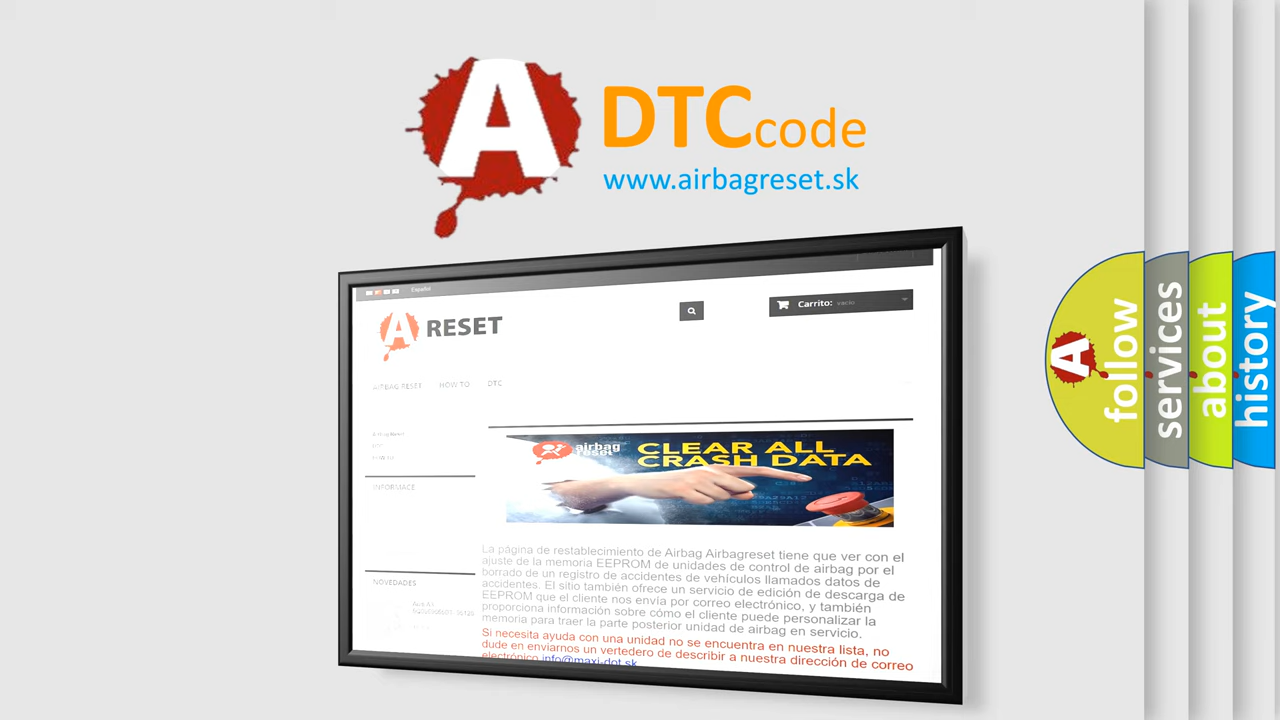 A
DTCcode
www.airbagreset.sk
Español
A RESET
Carrito: vacío
AIRBAG RESET HOW TO DTC
INFORMACE
airbag
reset
CLEAR ALL
CRASH DATA
NOVEDADES
La página de restablecimiento de Airbag Airbagreset tiene que ver con el
ajuste de la memoria EEPROM de unidades de control de airbag por el
borrado de un registro de accidentes de vehículos llamados datos de
accidentes. El sitio también ofrece un servicio de edición de descarga de
EEPROM que el cliente nos envía por correo electrónico, y también
proporciona información sobre cómo el cliente puede personalizar la
memoria para traer la parte posterior unidad de airbag en servicio.
Si necesita ayuda con una unidad no se encuentra en nuestra lista, no
dude en enviarnos un vertedero de describir a nuestra dirección de correo
electrónico info@maxi-dot.sk
A
follow
services
about
history